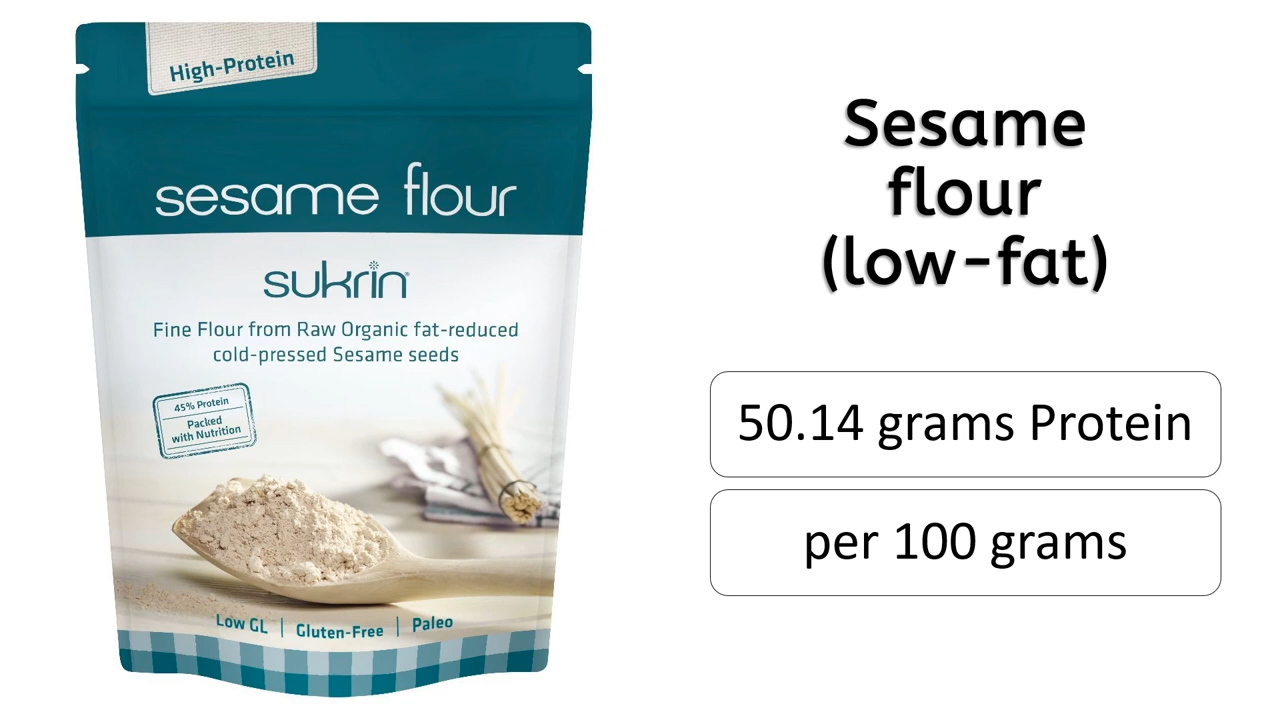 High-Protein
sesame flour
sukrin
Fine Flour from Raw Organic fat-reduced
cold-pressed Sesame seeds
45% Protein
Packed
with Nutrition
Low GL | Gluten-Free | Paleo
Sesame
flour
(low-fat)
50.14 grams Protein
per 100 grams